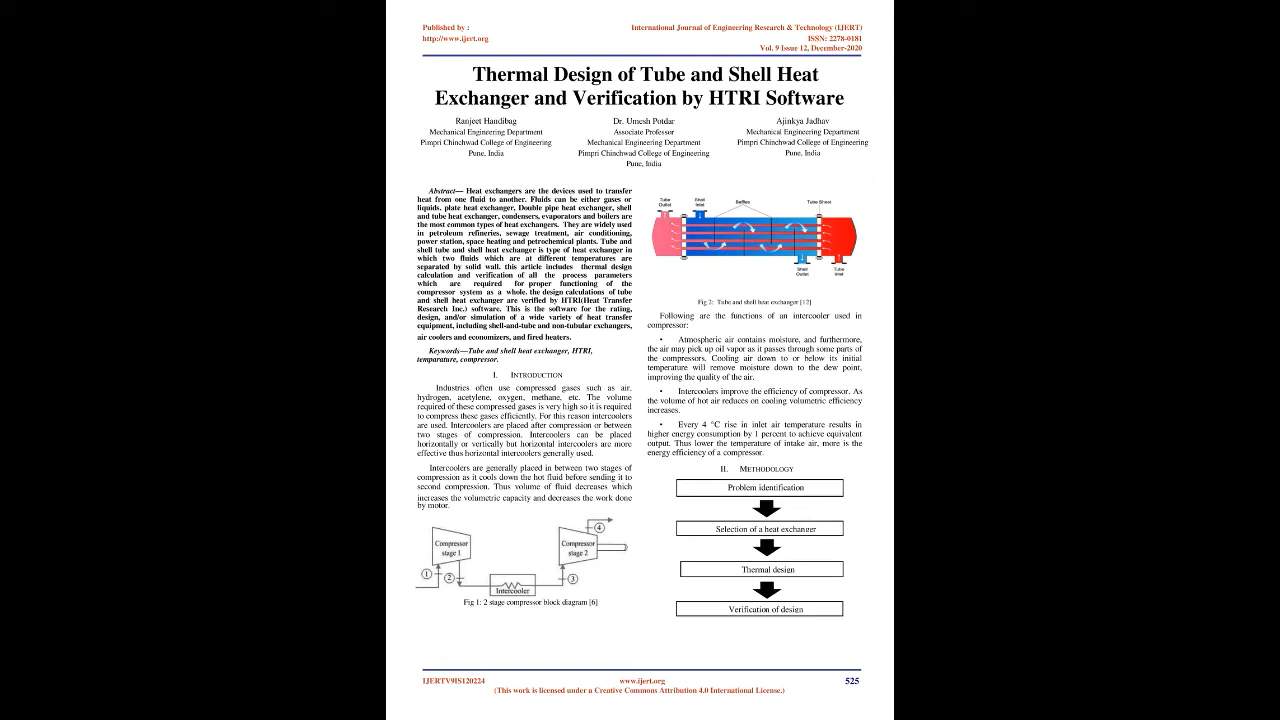 Published by :
http://www.ijert.org
International Journal of Engineering Research & Technology (IJERT)
ISSN: 2278-0181
Vol. 9 Issue 12, December-2020
Thermal Design of Tube and Shell Heat
Exchanger and Verification by HTRI Software
Ranjeet Handibag
Mechanical Engineering Department
Pimpri Chinchwad College of Engineering
Pune, India
Dr. Umesh Potdar
Associate Professor
Mechanical Engineering Department
Pimpri Chinchwad College of Engineering
Pune, India
Ajinkya Jadhav
Mechanical Engineering Department
Pimpri Chinchwad College of Engineering
Pune, India
Abstract— Heat exchangers are the devices used to transfer
heat from one fluid to another. Fluids can be either gases or
liquids. plate heat exchanger, Double pipe heat exchanger, shell
and tube heat exchanger, condensers, evaporators and boilers are
the most common types of heat exchangers. They are widely used
in petroleum refineries, sewage treatment, air conditioning,
power station, space heating and petrochemical plants. Tube and
shell tube and shell heat exchanger is type of heat exchanger in
which two fluids which are at different temperatures are
separated by solid wall. this article includes thermal design
calculation and verification of all the process parameters
which are required for proper functioning of the
compressor system as a whole. the design calculations of tube
and shell heat exchanger are verified by HTRI(Heat Transfer
Research Inc.) software. This is the software for the rating,
design, and/or simulation of a wide variety of heat transfer
equipment, including shell-and-tube and non-tubular exchangers,
air coolers and economizers, and fired heaters.
Keywords—Tube and shell heat exchanger, HTRI,
temparature, compressor.
I. INTRODUCTION
Industries often use compressed gases such as air,
hydrogen, acetylene, oxygen, methane, etc. The volume
required of these compressed gases is very high so it is required
to compress these gases efficiently. For this reason intercoolers
are used. Intercoolers are placed after compression or between
two stages of compression. Intercoolers can be placed
horizontally or vertically but horizontal intercoolers are more
effective thus horizontal intercoolers generally used.
Intercoolers are generally placed in between two stages of
compression as it cools down the hot fluid before sending it to
second compression. Thus volume of fluid decreases which
increases the volumetric capacity and decreases the work done
by motor.
Compressor
stage 1
Compressor
stage 2
Intercooler
1
2
3
4
Fig 1: 2 stage compressor block diagram [6]
Tube
Outlet
Shell
Inlet
Baffles
Tube Sheet
Shell
Outlet
Tube
Inlet
Fig 2: Tube and shell heat exchanger [12]
Following are the functions of an intercooler used in
compressor:
• Atmospheric air contains moisture, and furthermore,
the air may pick up oil vapor as it passes through some parts of
the compressors. Cooling air down to or below its initial
temperature will remove moisture down to the dew point,
improving the quality of the air.
• Intercoolers improve the efficiency of compressor. As
the volume of hot air reduces on cooling volumetric efficiency
increases.
• Every 4 °C rise in inlet air temperature results in
higher energy consumption by 1 percent to achieve equivalent
output. Thus lower the temperature of intake air, more is the
energy efficiency of a compressor.
II. METHODOLOGY
Problem identification
Selection of a heat exchanger
Thermal design
Verification of design
IJERTV9IS120224
www.ijert.org
525
(This work is licensed under a Creative Commons Attribution 4.0 International License.)